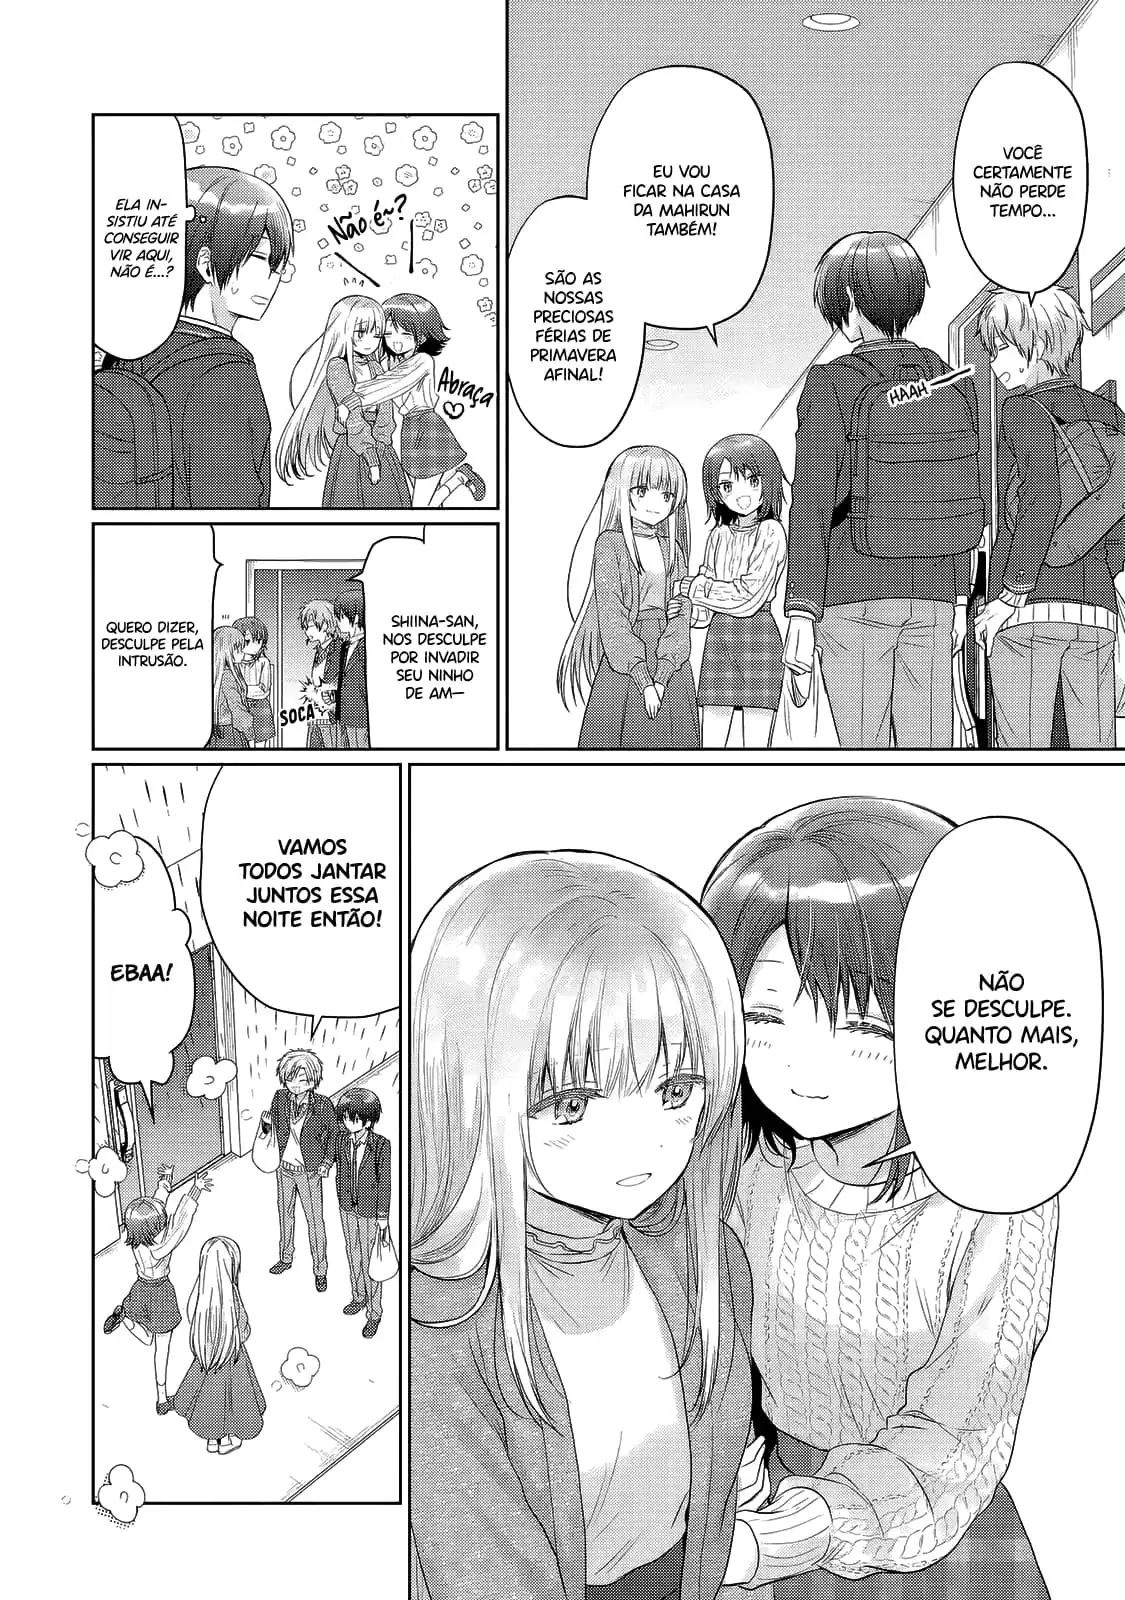 VOCÊ
CERTAMENTE
NÃO PERDE
TEMPO...
HAAH
EU VOU
FICAR NA CASA
DA MAHIRUN
TAMBÉM!
SÃO AS
NOSSAS
PRECIOSAS
FÉRIAS DE
PRIMAVERA
AFINAL!
Não é~?
Abraça
ELA IN-
SISTIU ATÉ
CONSEGUIR
VIR AQUI,
NÃO É...?
SHIINA-SAN,
NOS DESCULPE
POR INVADIR
SEU NINHO
DE AM—
SOCA
QUERO DIZER,
DESCULPE PELA
INTRUSÃO.
NÃO
SE DESCULPE.
QUANTO MAIS,
MELHOR.
VAMOS
TODOS JANTAR
JUNTOS ESSA
NOITE ENTÃO!
EBAA!